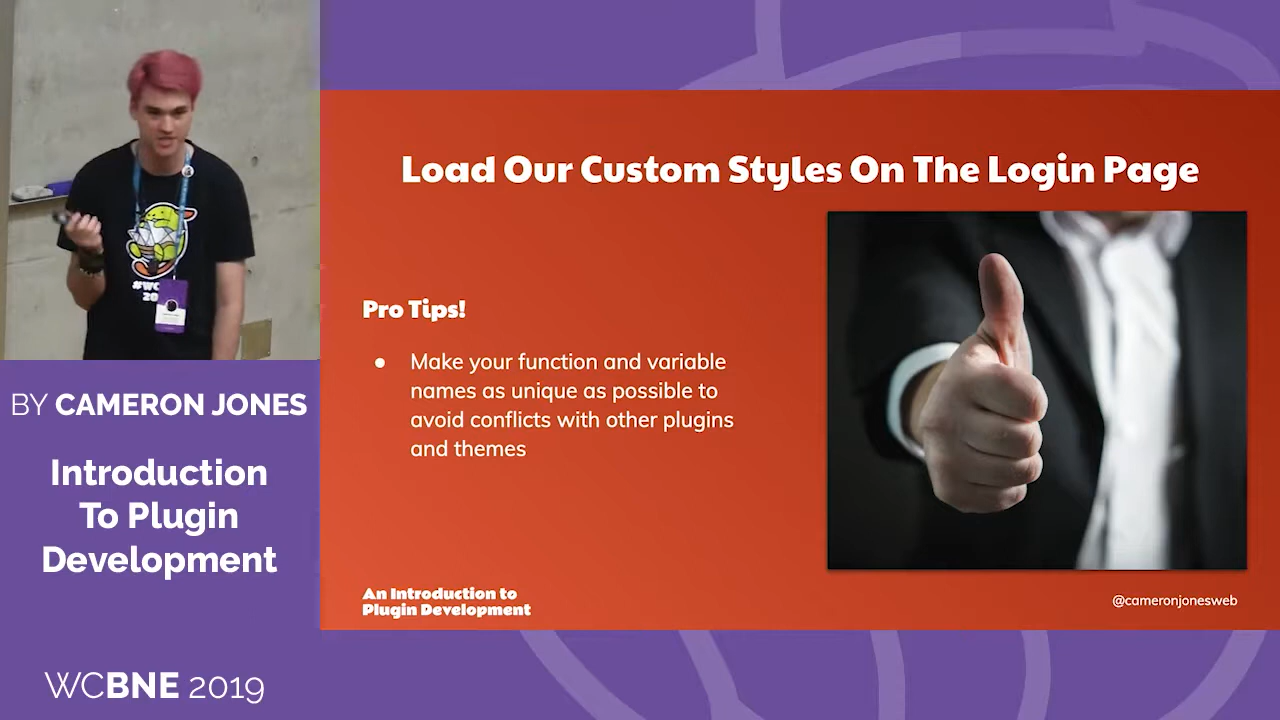 Load Our Custom Styles On The Login Page
Pro Tips!
● Make your function and variable
names as unique as possible to
avoid conflicts with other plugins
and themes
An Introduction to
Plugin Development
@cameronjonesweb
BY CAMERON JONES
Introduction
To Plugin
Development
WCBNE 2019